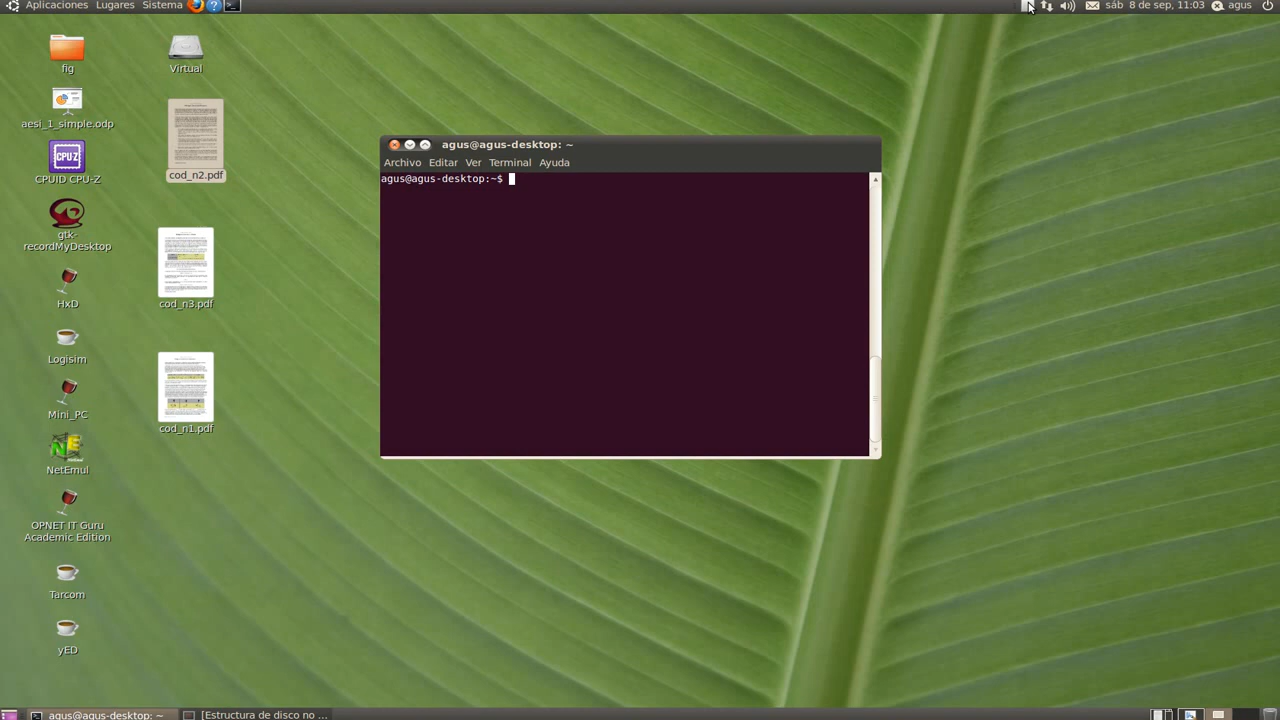 Aplicaciones Lugares Sistema
sáb 8 de sep, 11:03 agus
fig
Virtual
aesi_1_simple.odp
CPU-Z
CPUID CPU-Z
cod_n2.pdf
gtk-
recordMyDesktop
cod_n3.pdf
HxD
Logisim
Mini_PC
cod_n1.pdf
NE
NetEmul
OPNET IT Guru
Academic Edition
Tarcom
yED
@agus-desktop: ~
Archivo Editar Ver Terminal Ayuda
agus@agus-desktop:~$
agus@agus-desktop: ~
[Estructura de disco no ...